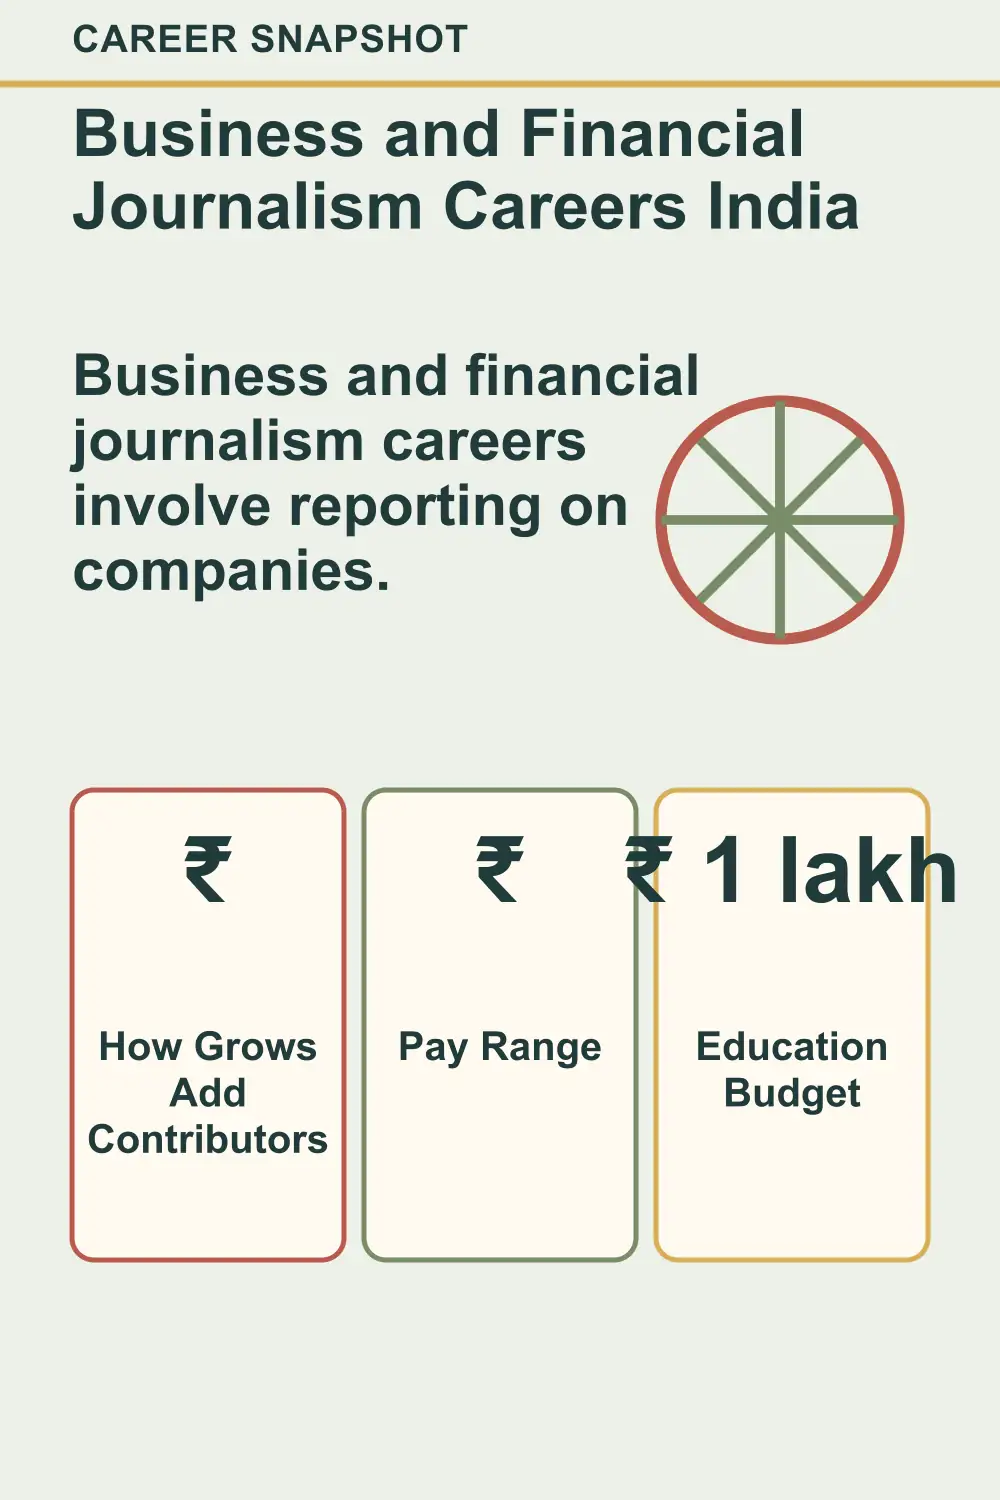 CAREER SNAPSHOT
Business and Financial
Journalism Careers India
Business and financial
journalism careers
involve reporting on
companies.
₹
How Grows
Add
Contributors
₹
Pay Range
₹ 1 lakh
Education
Budget